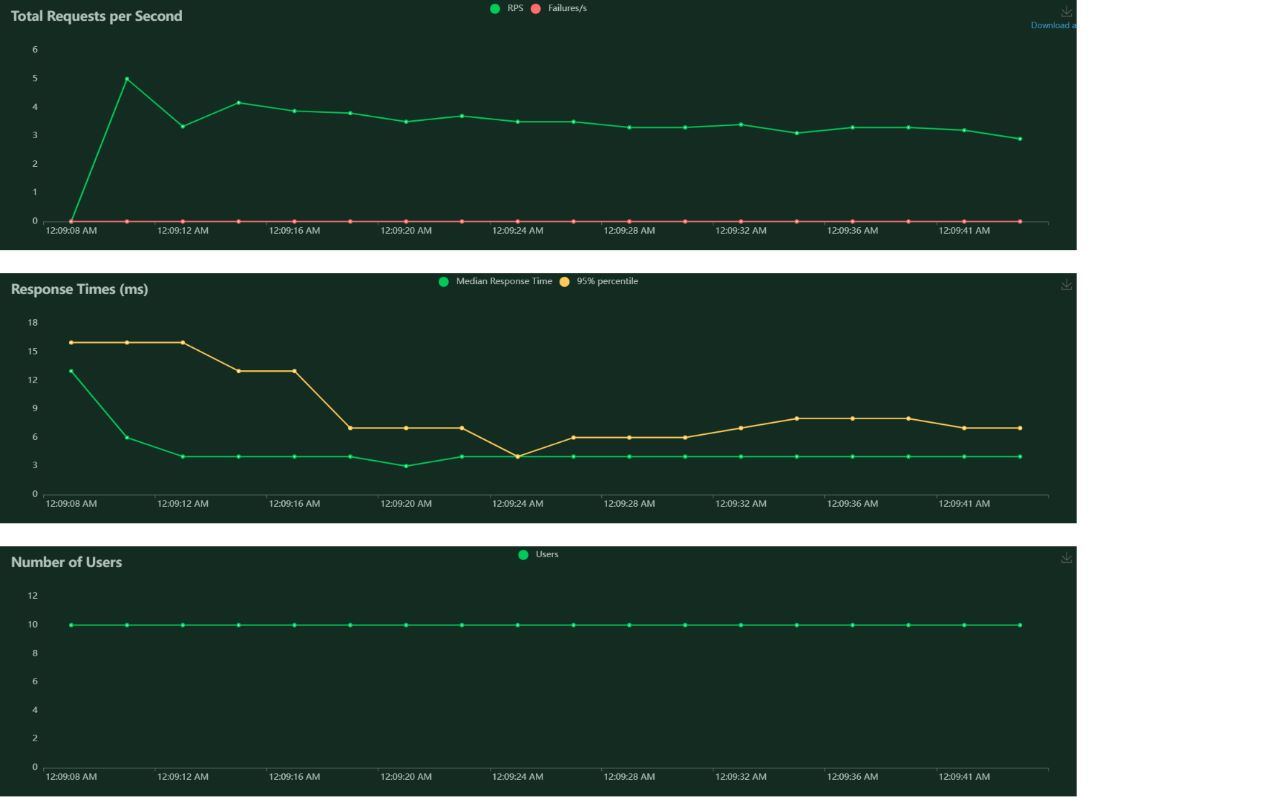 Total Requests per Second
RPS Failures/s
Download a
6
5
4
3
2
1
0
12:09:08 AM 12:09:12 AM 12:09:16 AM 12:09:20 AM 12:09:24 AM 12:09:28 AM 12:09:32 AM 12:09:36 AM 12:09:41 AM
Response Times (ms)
Median Response Time 95% percentile
18
15
12
9
6
3
0
12:09:08 AM 12:09:12 AM 12:09:16 AM 12:09:20 AM 12:09:24 AM 12:09:28 AM 12:09:32 AM 12:09:36 AM 12:09:41 AM
Number of Users
Users
12
10
8
6
4
2
0
12:09:08 AM 12:09:12 AM 12:09:16 AM 12:09:20 AM 12:09:24 AM 12:09:28 AM 12:09:32 AM 12:09:36 AM 12:09:41 AM